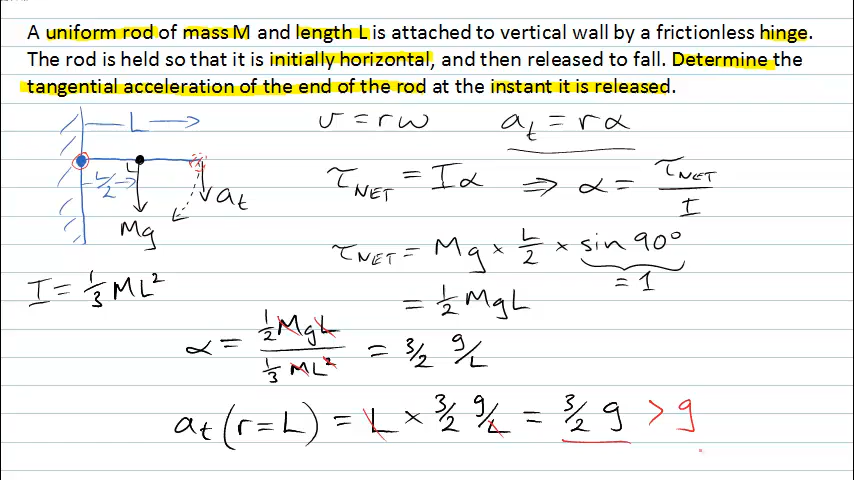 A uniform rod of mass M and length L is attached to vertical wall by a frictionless hinge.
The rod is held so that it is initially horizontal, and then released to fall. Determine the
tangential acceleration of the end of the rod at the instant it is released.
L
v = rω
a_t = rα
L/2
Mg
a_t
τ_NET = Iα ⇒ α = τ_NET / I
τ_NET = Mg × L/2 × sin 90°
= 1
I = 1/3 ML²
= 1/2 MgL
α = 1/2 MgL / 1/3 ML² = 3/2 g/L
a_t (r = L) = L × 3/2 g/L = 3/2 g > g